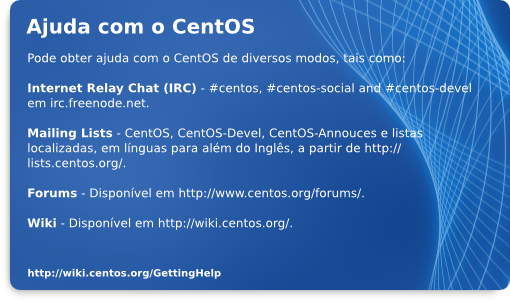 Ajuda com o CentOS
Pode obter ajuda com o CentOS de diversos modos, tais como:
Internet Relay Chat (IRC) - #centos, #centos-social and #centos-devel
em irc.freenode.net.
Mailing Lists - CentOS, CentOS-Devel, CentOS-Annouces e listas
localizadas, em línguas para além do Inglês, a partir de http://
lists.centos.org/.
Forums - Disponível em http://www.centos.org/forums/.
Wiki - Disponível em http://wiki.centos.org/.
http://wiki.centos.org/GettingHelp